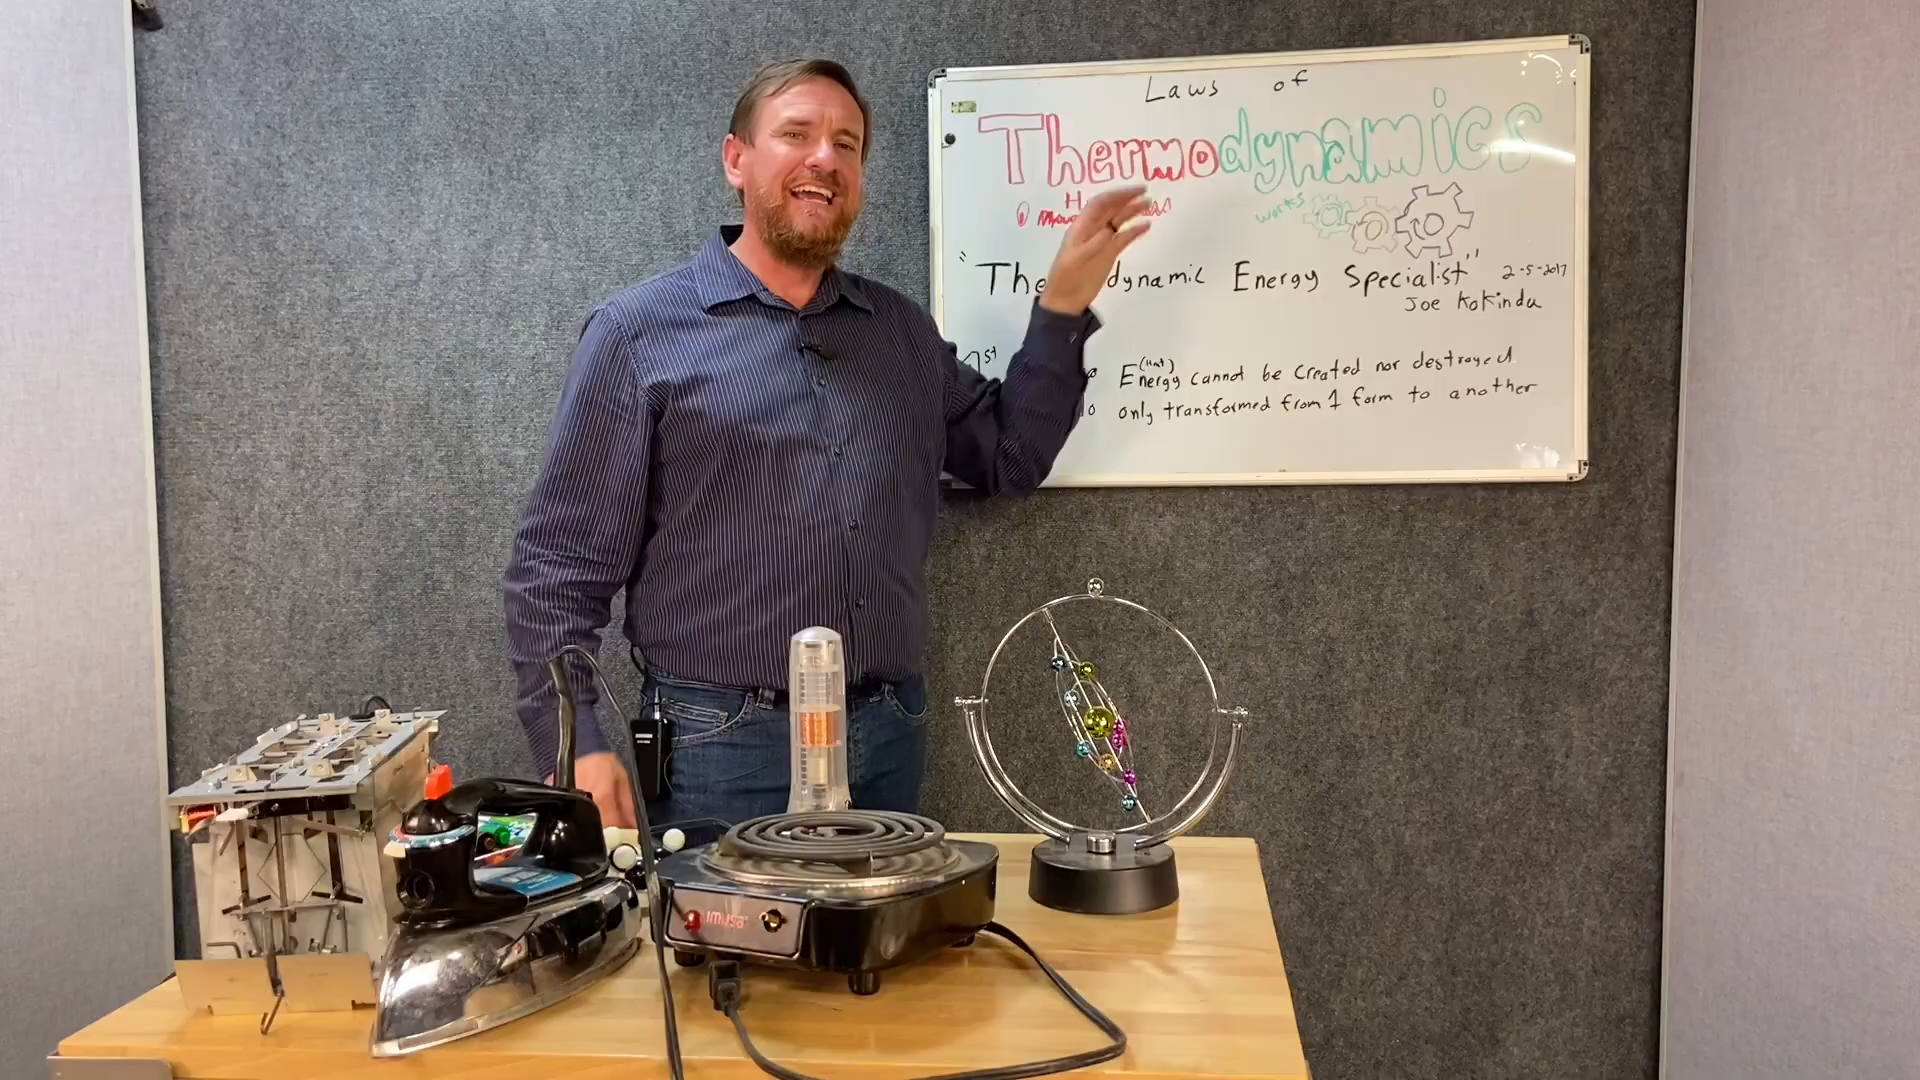 Laws of
Thermodynamics
works
"The dynamic Energy Specialist" 2-5-2017
Joe Kokinda
1st
Energy cannot be created nor destroyed
only transformed from 1 form to another
imusa